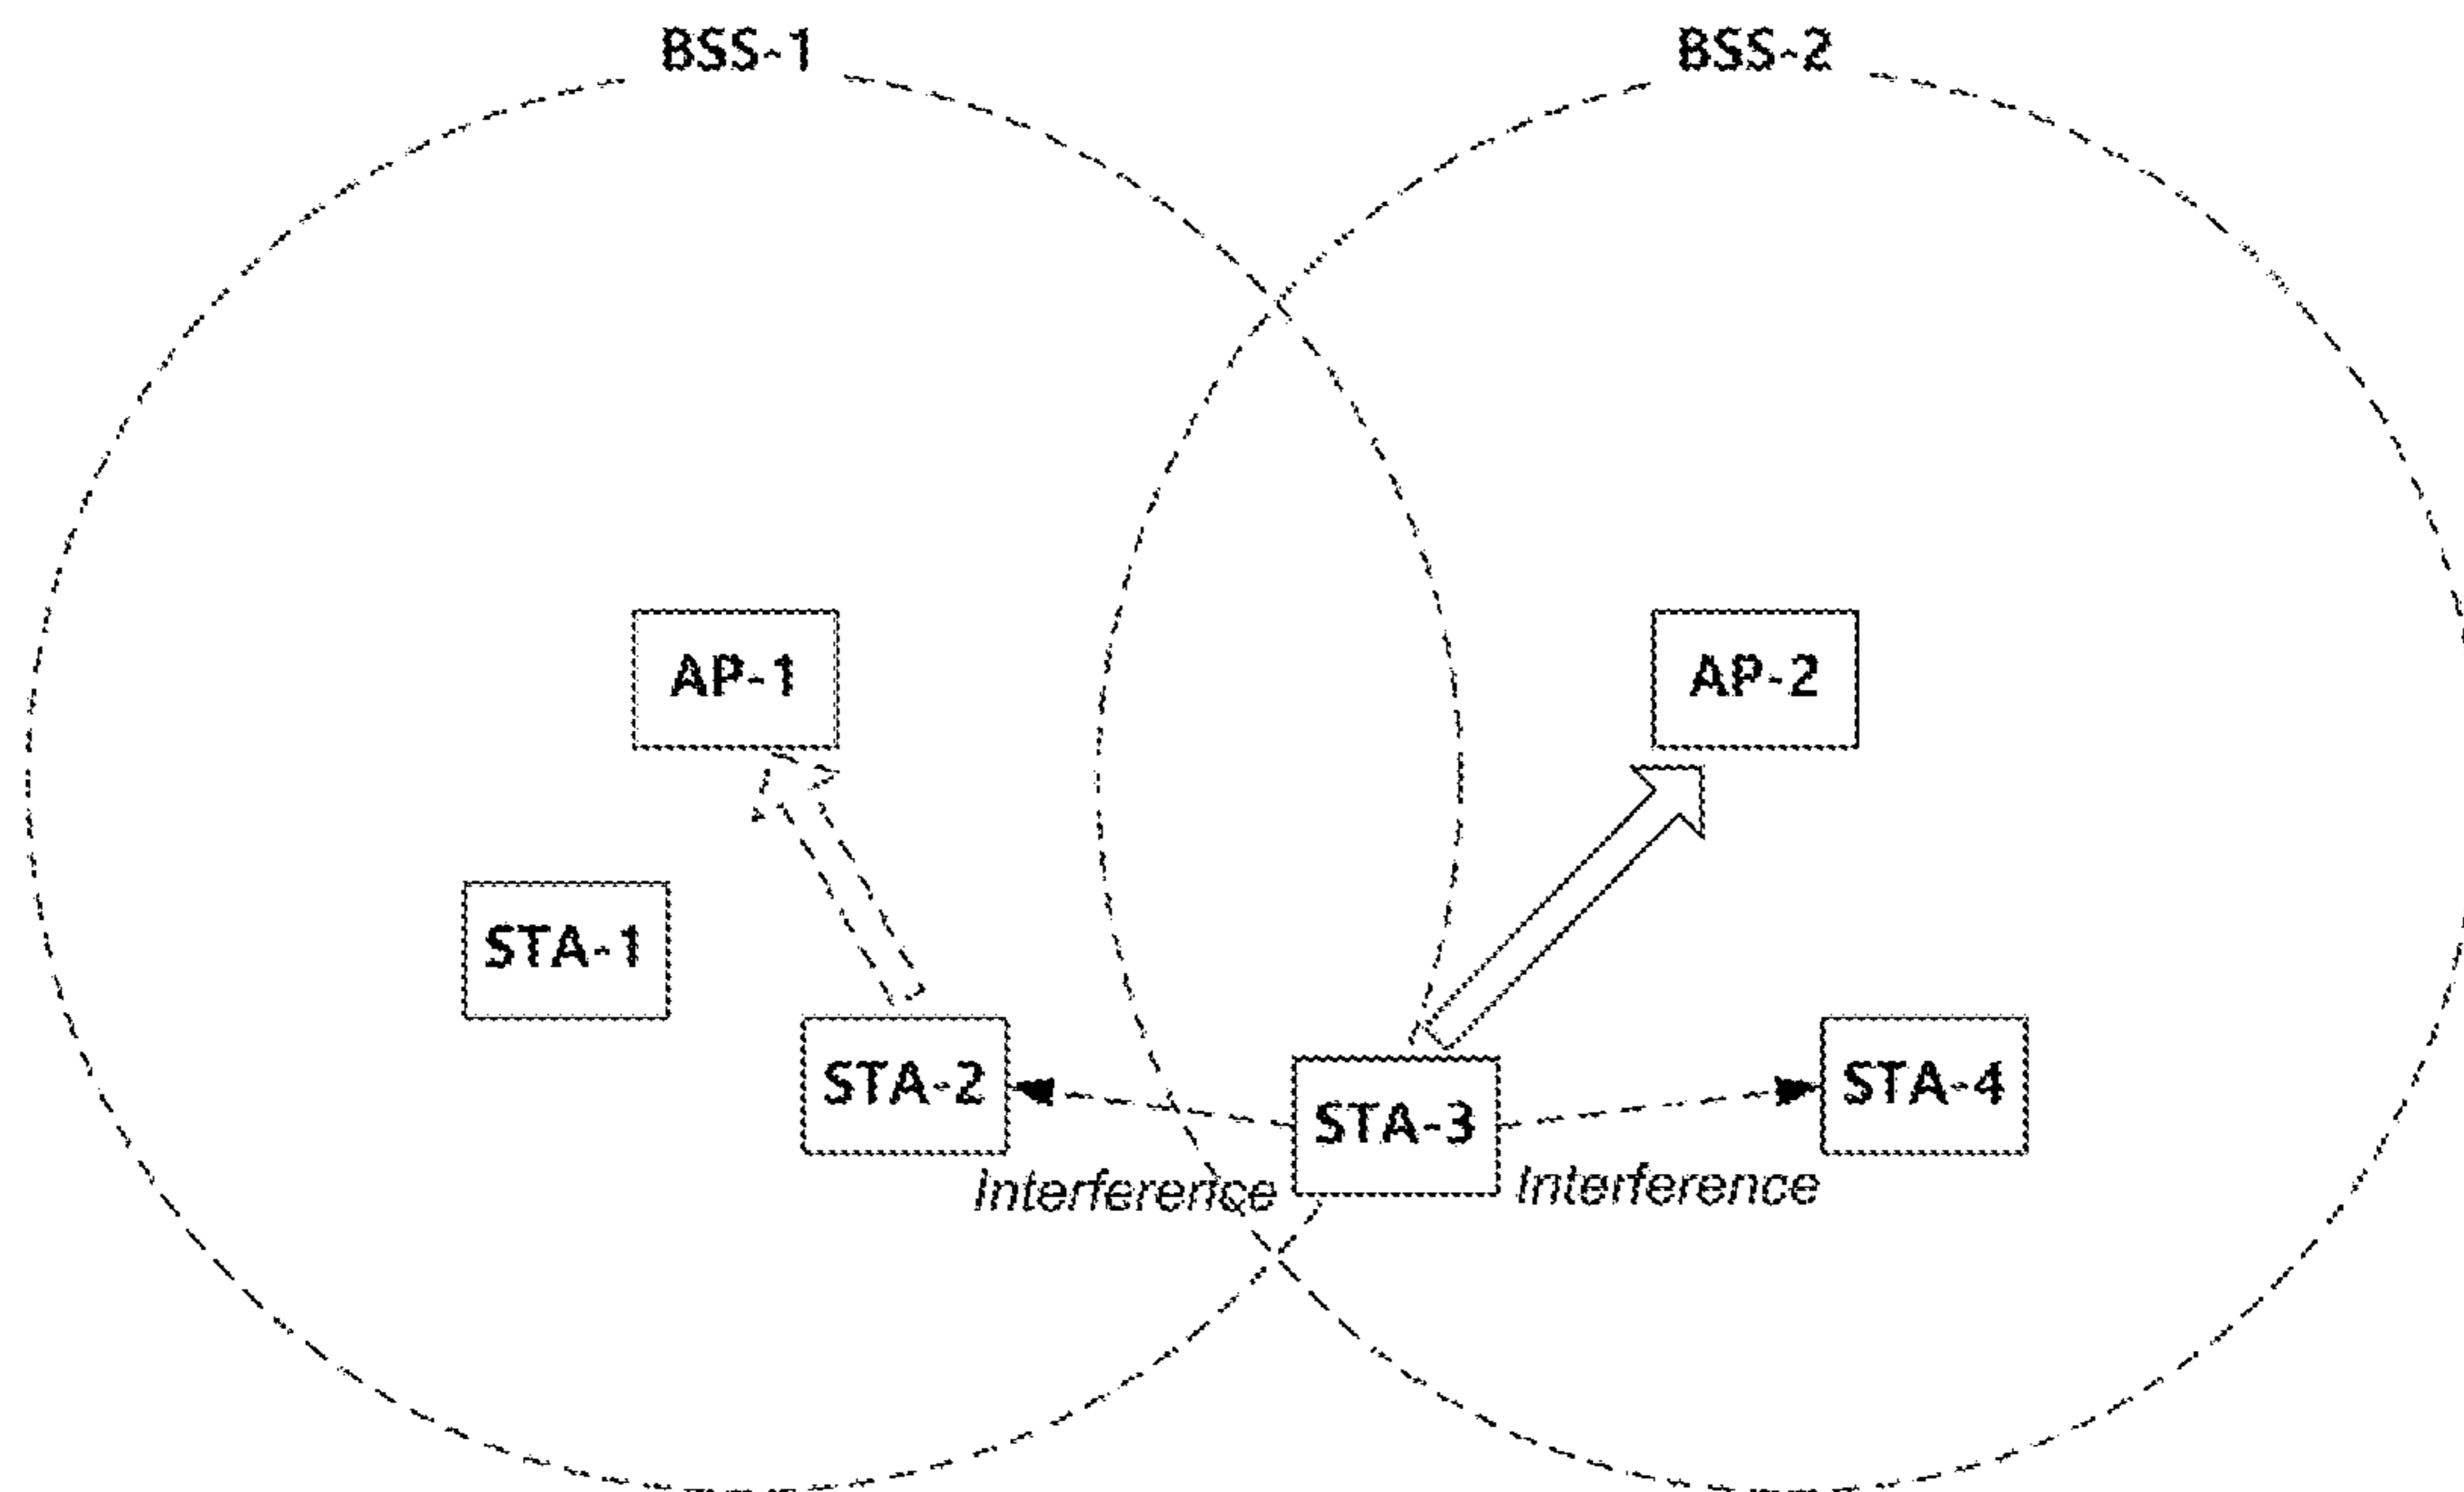 BSS-1
BSS-2
AP-1
AP-2
STA-1
STA-2
STA-3
STA-4
Interference
Interference